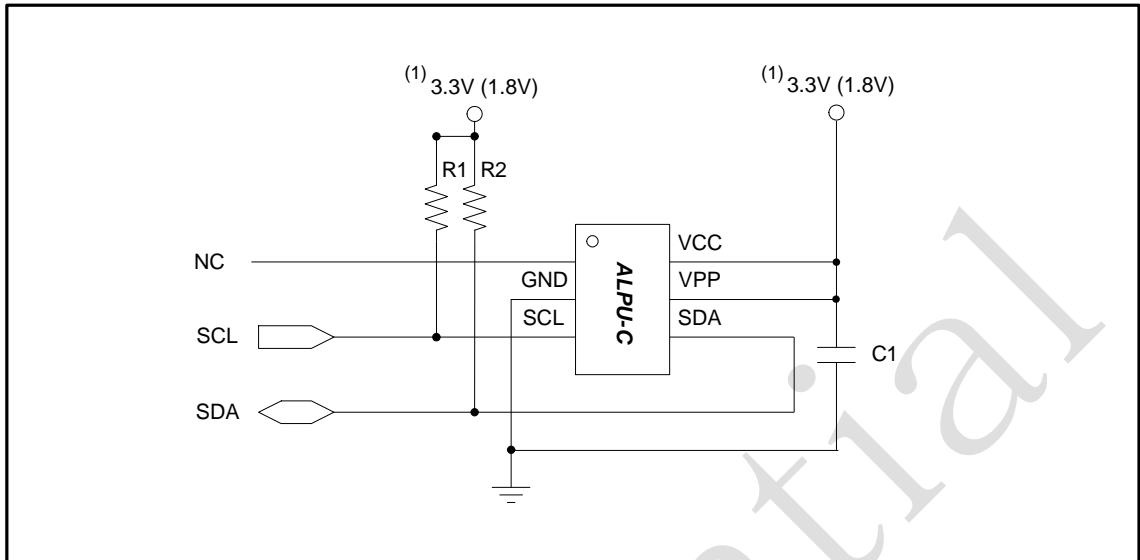 (1) 3.3V (1.8V)
(1) 3.3V (1.8V)
R1 R2
VCC
NC
GND
ALPU-C
VPP
SCL
SCL
SDA
C1
SDA
tial